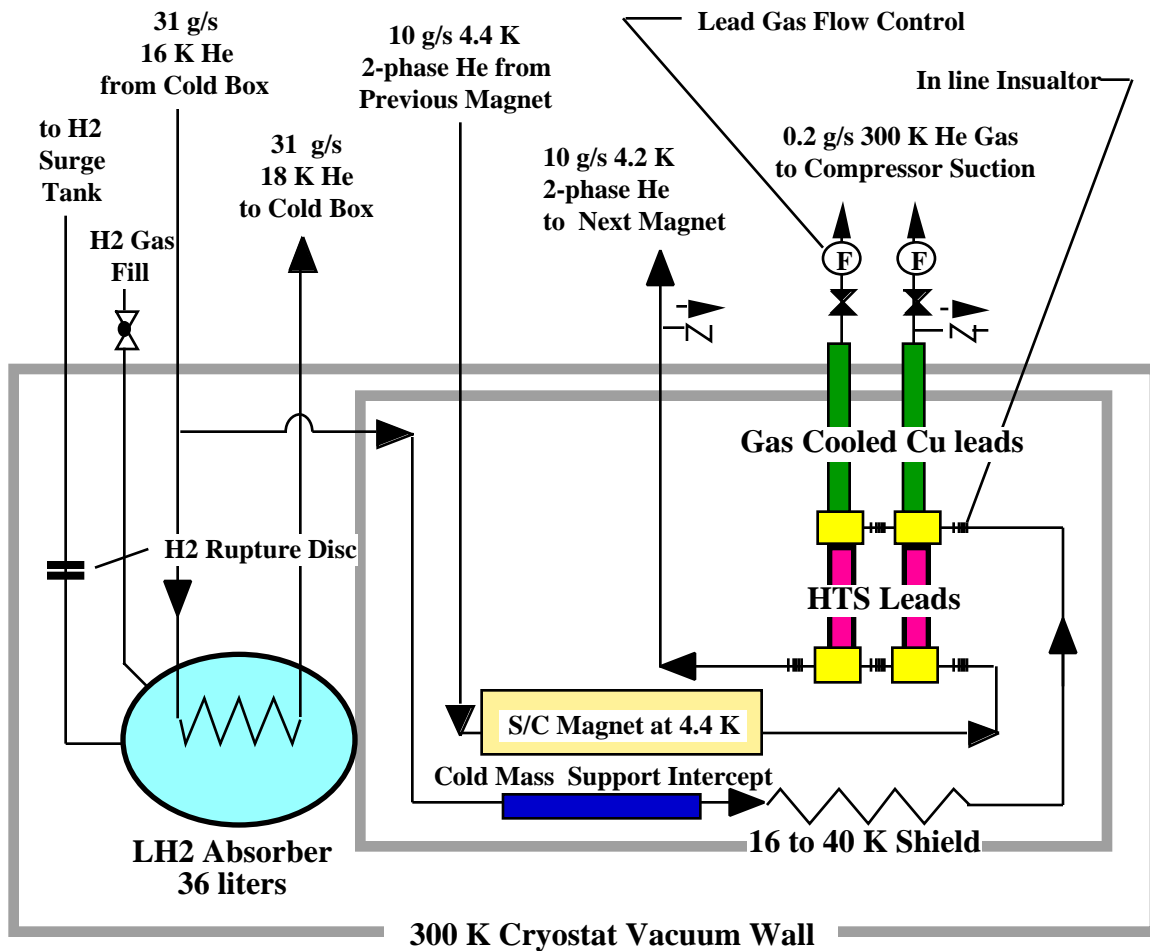 31 g/s
16 K He
from Cold Box
10 g/s 4.4 K
2-phase He from
Previous Magnet
Lead Gas Flow Control
In line Insualtor
to H2
Surge
Tank
31 g/s
18 K He
to Cold Box
10 g/s 4.2 K
2-phase He
to Next Magnet
0.2 g/s 300 K He Gas
to Compressor Suction
H2 Gas
Fill
F
F
Gas Cooled Cu leads
H2 Rupture Disc
HTS Leads
S/C Magnet at 4.4 K
Cold Mass Support Intercept
16 to 40 K Shield
LH2 Absorber
36 liters
300 K Cryostat Vacuum Wall